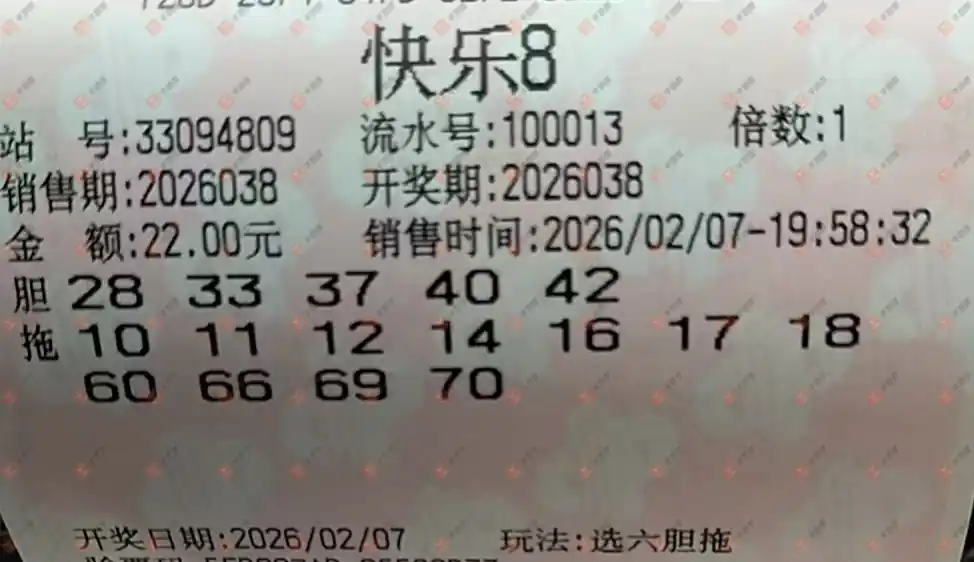 快乐8
站 号:33094809 流水号:100013 倍数:1
销售期:2026038 开奖期:2026038
金 额:22.00元 销售时间:2026/02/07-19:58:32
胆 28 33 37 40 42
拖 10 11 12 14 16 17 18
60 66 69 70
开奖日期:2026/02/07 玩法:选六胆拖